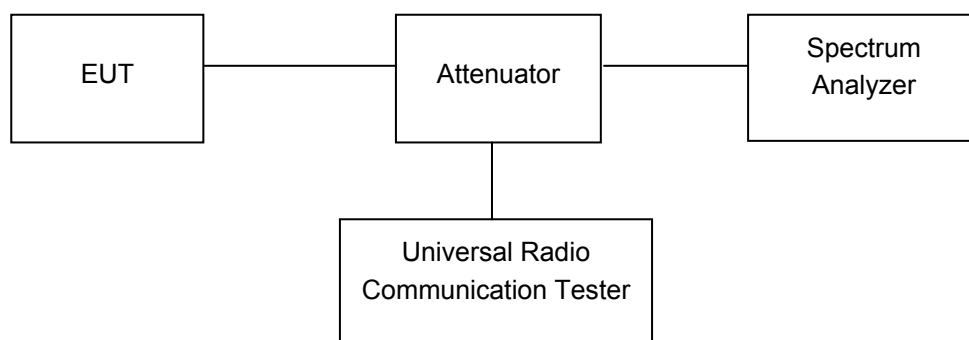 EUT
Attenuator
Spectrum
Analyzer
Universal Radio
Communication Tester